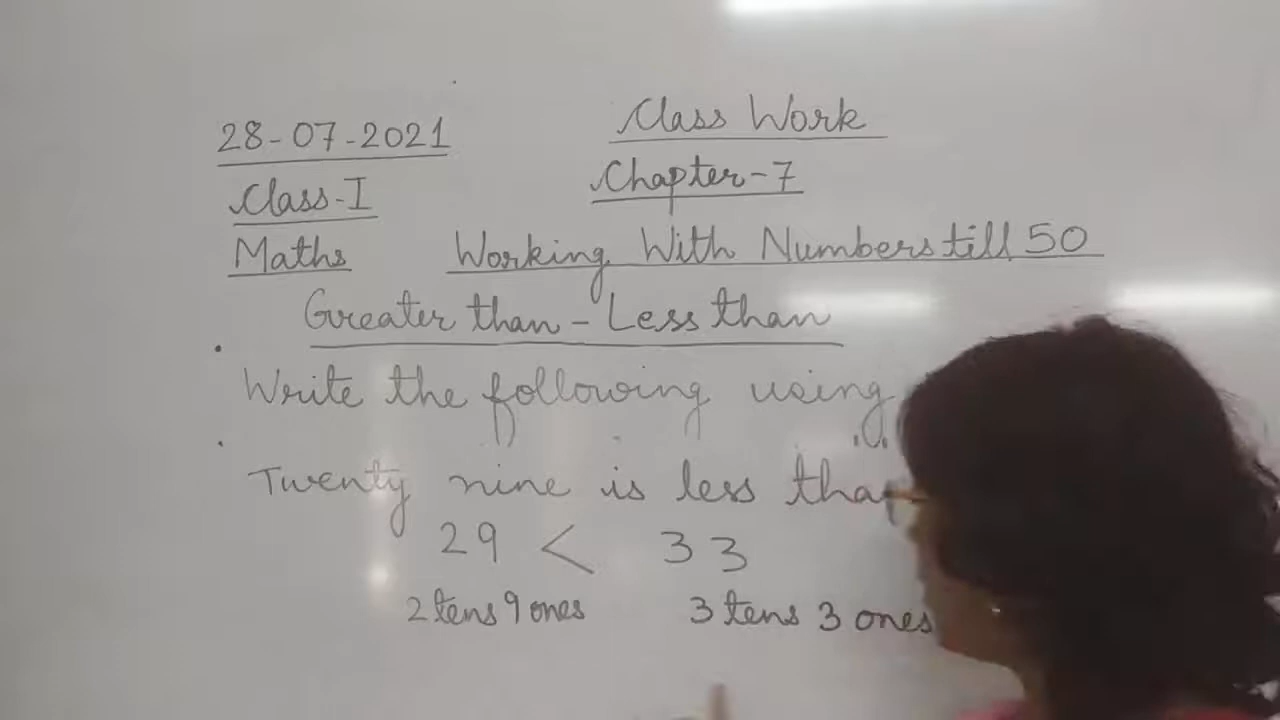 28-07-2021 Class Work
Class-I Chapter-7
Maths Working With Numbers till 50
Greater than - Less than
Write the following using
Twenty nine is less
29 < 33
2 tens 9 ones 3 tens 3 ones